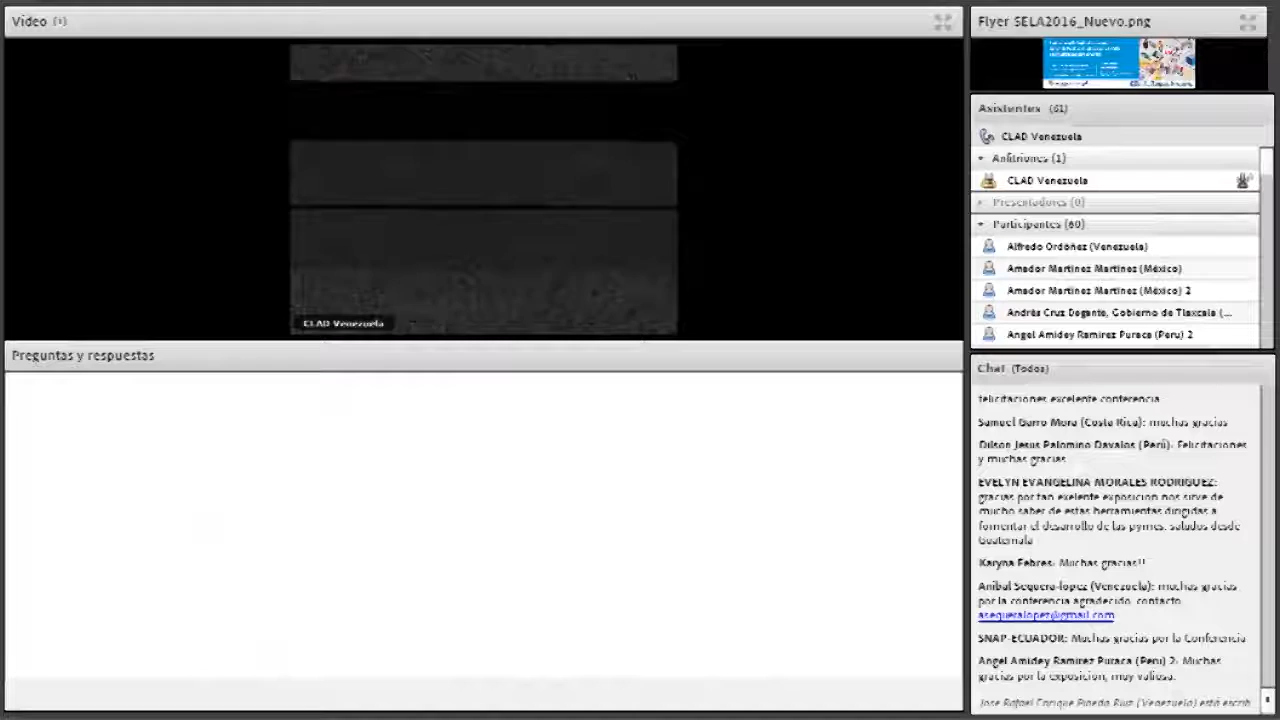 Video (1)
CLAD Venezuela
Preguntas y respuestas
Flyer SELA2016_Nuevo.png
Asistentes (61)
CLAD Venezuela
Anfitriones (1)
CLAD Venezuela
Presentadores (0)
Participantes (60)
Alfredo Ordóñez (Venezuela)
Amador Martinez Martinez (México)
Amador Martinez Martinez (México) 2
Andrés Cruz Degante, Gobierno de Tlaxcala (...
Angel Amidey Ramirez Puraca (Peru) 2
Chat (Todos)
felicitaciones excelente conferencia
Samuel Barro Mora (Costa Rica): muchas gracias
Dilson Jesus Palomino Davalos (Perú): Felicitaciones
y muchas gracias
EVELYN EVANGELINA MORALES RODRIGUEZ:
gracias por tan exelente exposicion nos sirve de
mucho saber de estas herramientas dirigidas a
fomentar el desarrollo de las pymes. saludos desde
Guatemala
Karyna Febres: Muchas gracias!!
Anibal Sequera-lopez (Venezuela): muchas gracias
por la conferencia agradecido. contacto
asequeralopez@gmail.com
SNAP-ECUADOR: Muchas gracias por la Conferencia
Angel Amidey Ramirez Puraca (Peru) 2: Muchas
gracias por la exposicion, muy valiosa.
Jose Rafael Enrique Pineda Ruiz (Venezuela) está escrib